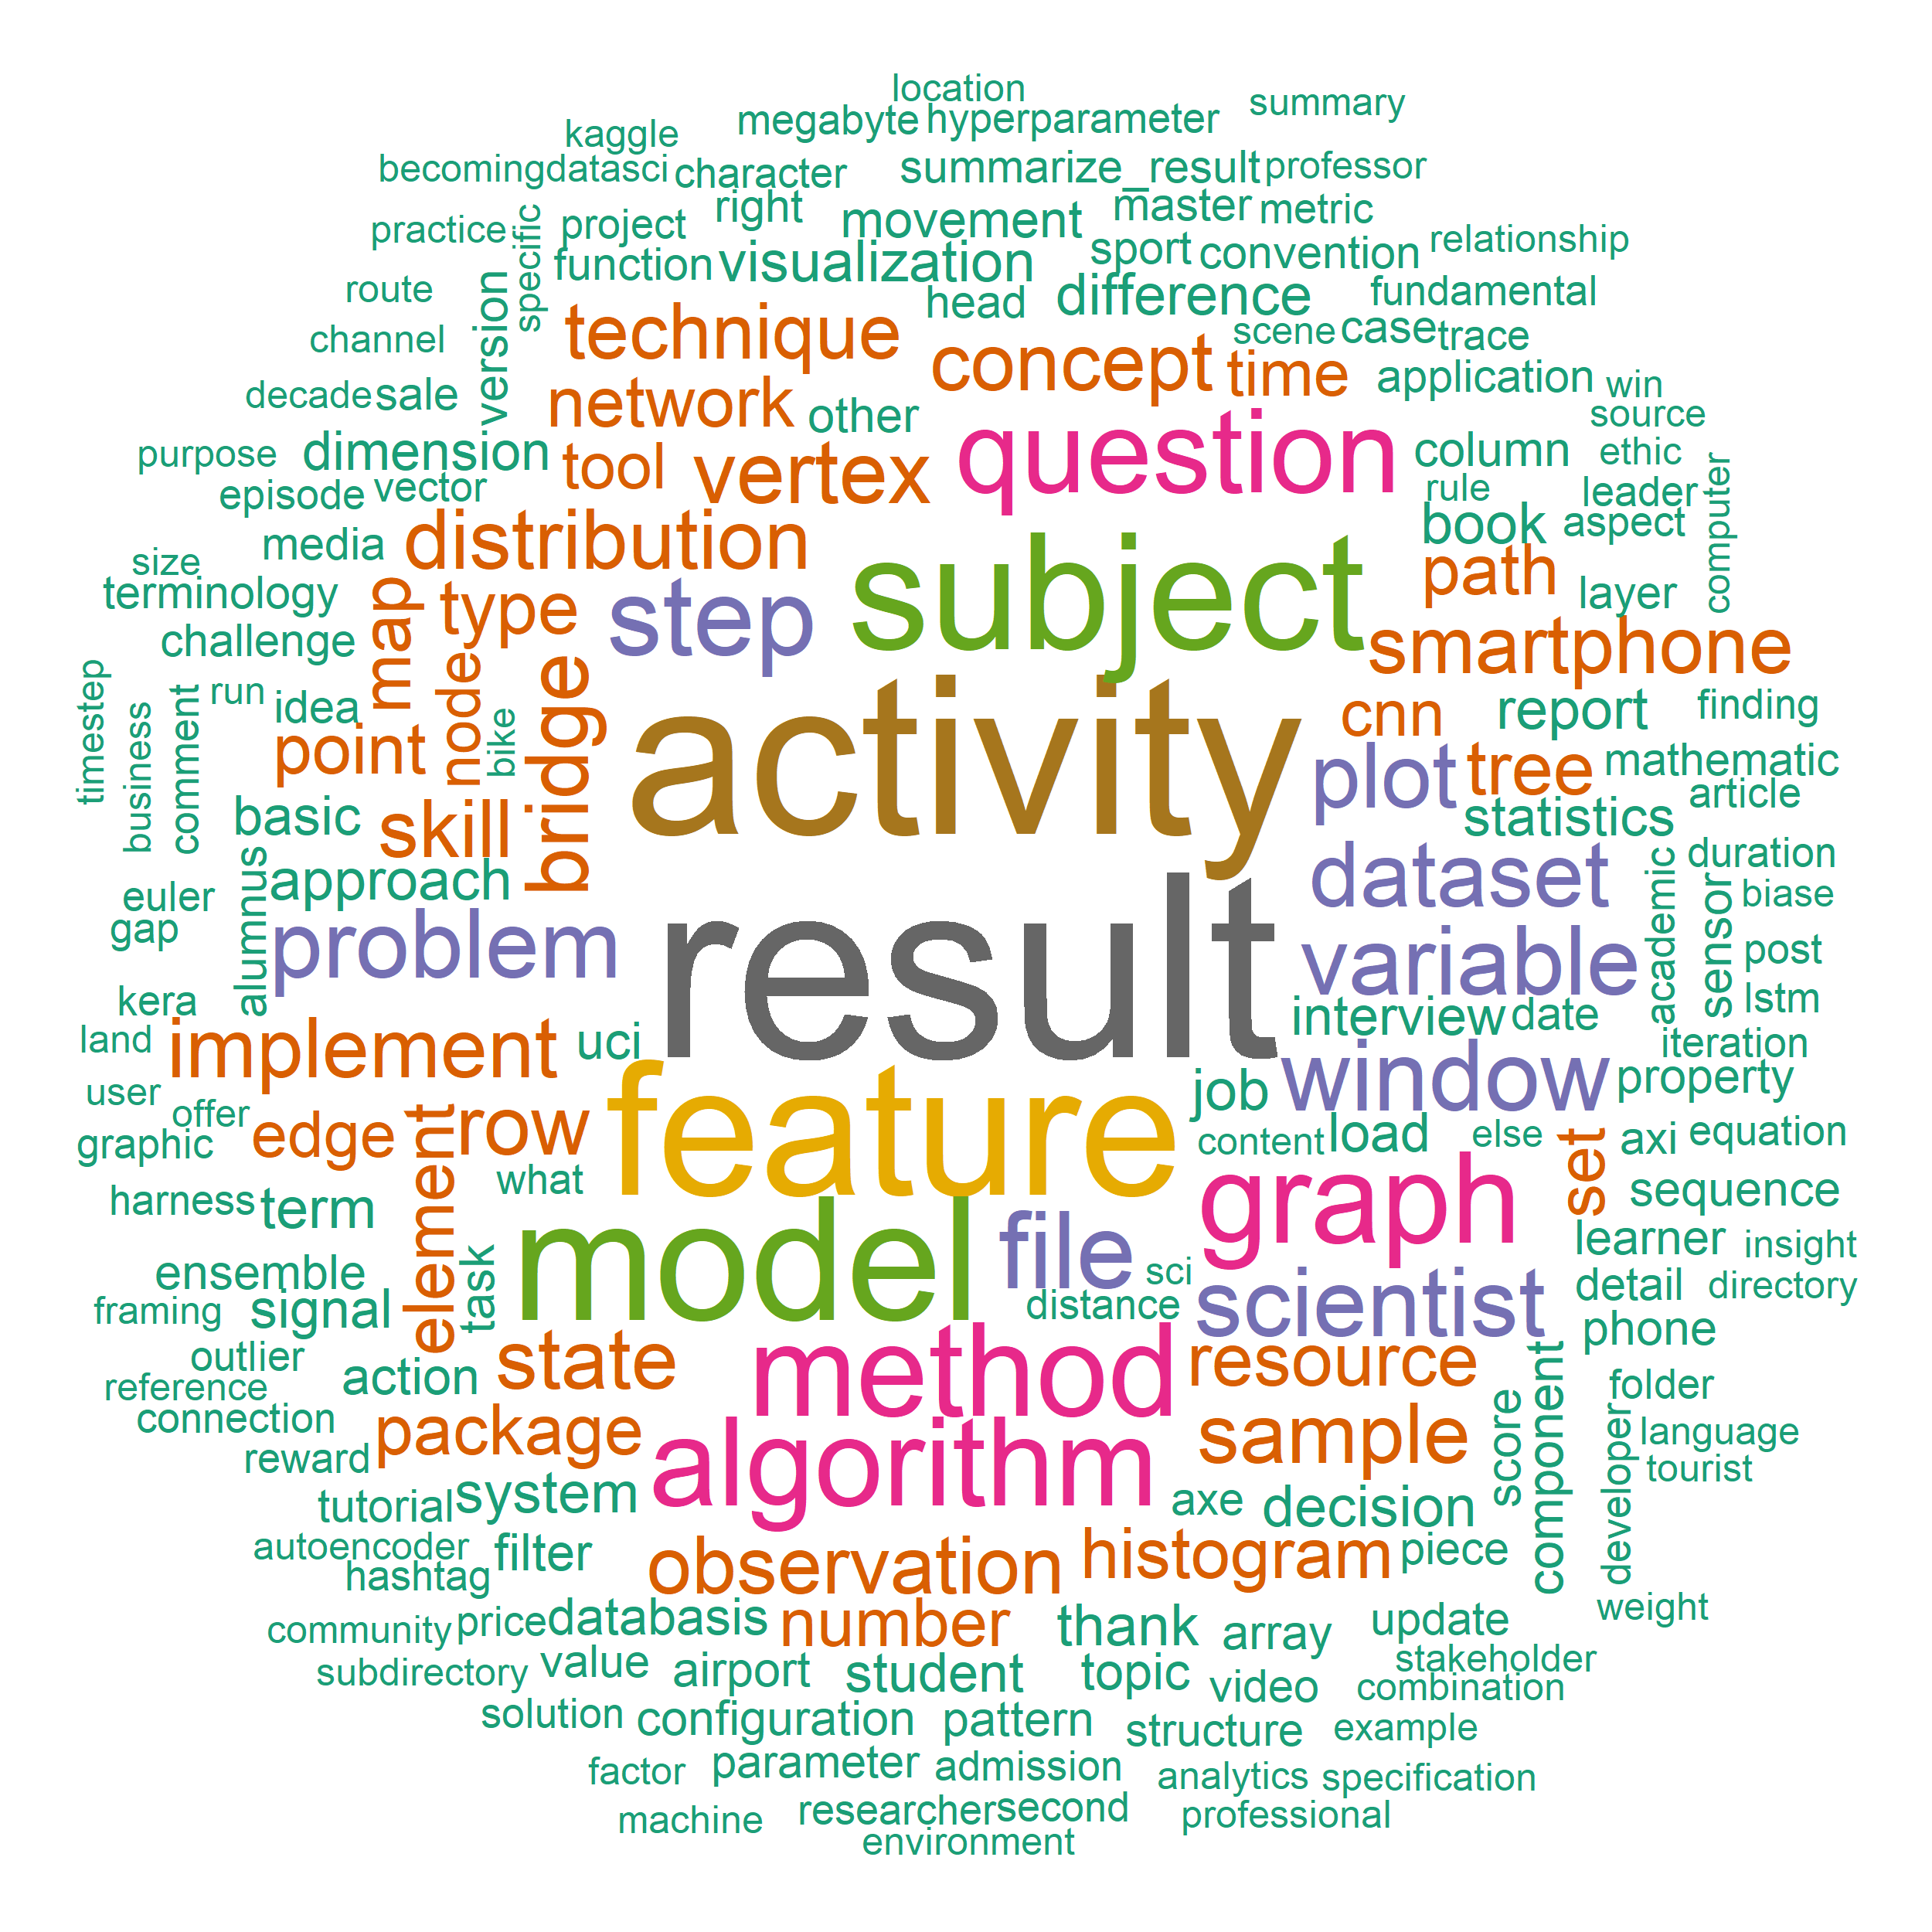 location
summary
megabyte
hyperparameter
kaggle
becomingdatasci
character
summarize_result
professor
right
master
metric
practice
specific
project
movement
relationship
function
visualization
sport
convention
route
version
head
difference
fundamental
channel
technique
concept
scene
case
trace
time
application
win
decade
sale
network
other
question
source
purpose
dimension
tool
vertex
column
ethic
computer
episode
vector
rule
leader
media
distribution
subject
book
aspect
size
path
terminology
map
type
step
layer
challenge
smartphone
timestep
business
comment
run
idea
node
bridge
activity
cnn
report
finding
point
bike
plot
tree
mathematic
article
basic
skill
statistics
euler
alumnus
approach
dataset
academic
sensor
duration
biase
gap
problem
result
variable
post
kera
interview
date
lstm
land
implement
uci
window
iteration
user
offer
feature
job
property
graphic
edge
element
row
content
load
else
set
axi
equation
harness
term
what
graph
sequence
ensemble
task
model
file
sci
learner
insight
framing
signal
distance
scientist
detail
directory
outlier
state
method
resource
component
phone
reference
action
score
folder
connection
package
algorithm
sample
developer
language
reward
tourist
tutorial
system
axe
decision
autoencoder
filter
observation
histogram
piece
hashtag
weight
community
price
databasis
number
thank
array
update
subdirectory
value
airport
student
topic
video
stakeholder
combination
solution
configuration
pattern
structure
example
factor
parameter
admission
analytics
specification
machine
researcher
second
professional
environment